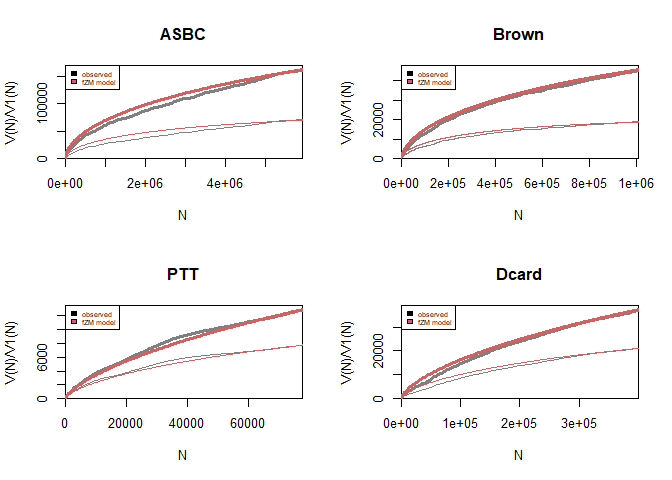 ASBC
V(N)/V1(N)
0 100000
observed
fZM model
0e+00 2e+06 4e+06
N
Brown
V(N)/V1(N)
0 20000
observed
fZM model
0e+00 2e+05 4e+05 6e+05 8e+05 1e+06
N
PTT
V(N)/V1(N)
0 6000
observed
fZM model
0 20000 40000 60000
N
Dcard
V(N)/V1(N)
0 20000
observed
fZM model
0e+00 1e+05 2e+05 3e+05
N